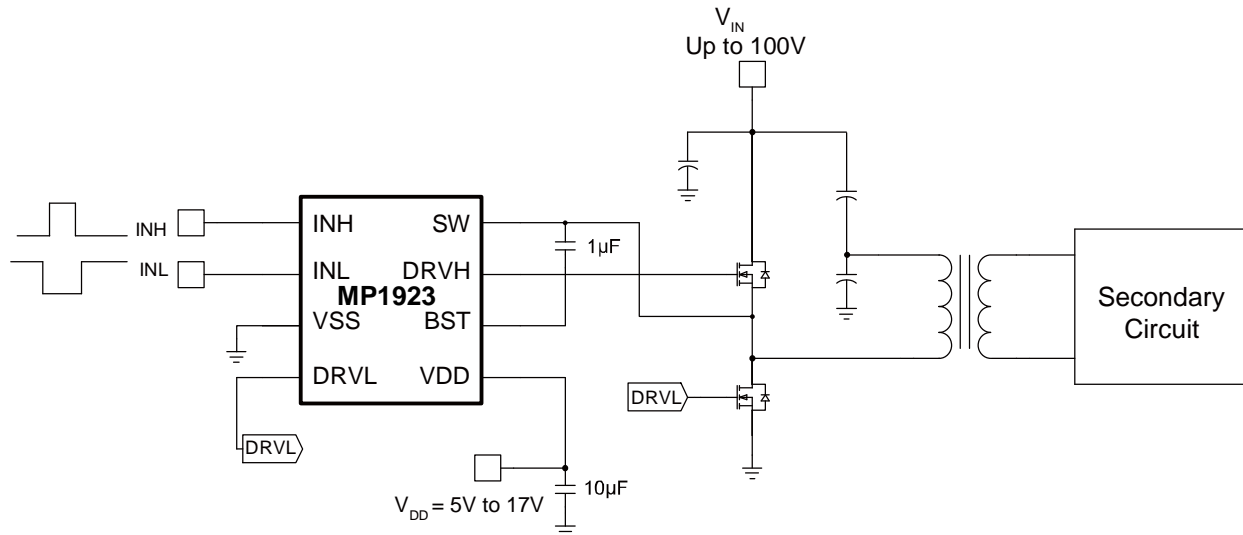 V_IN
Up to 100V
INH
INL
INH
INL
VSS
DRVL
MP1923
SW
DRVH
BST
VDD
1µF
DRVL
V_DD = 5V to 17V
10µF
DRVL
Secondary
Circuit